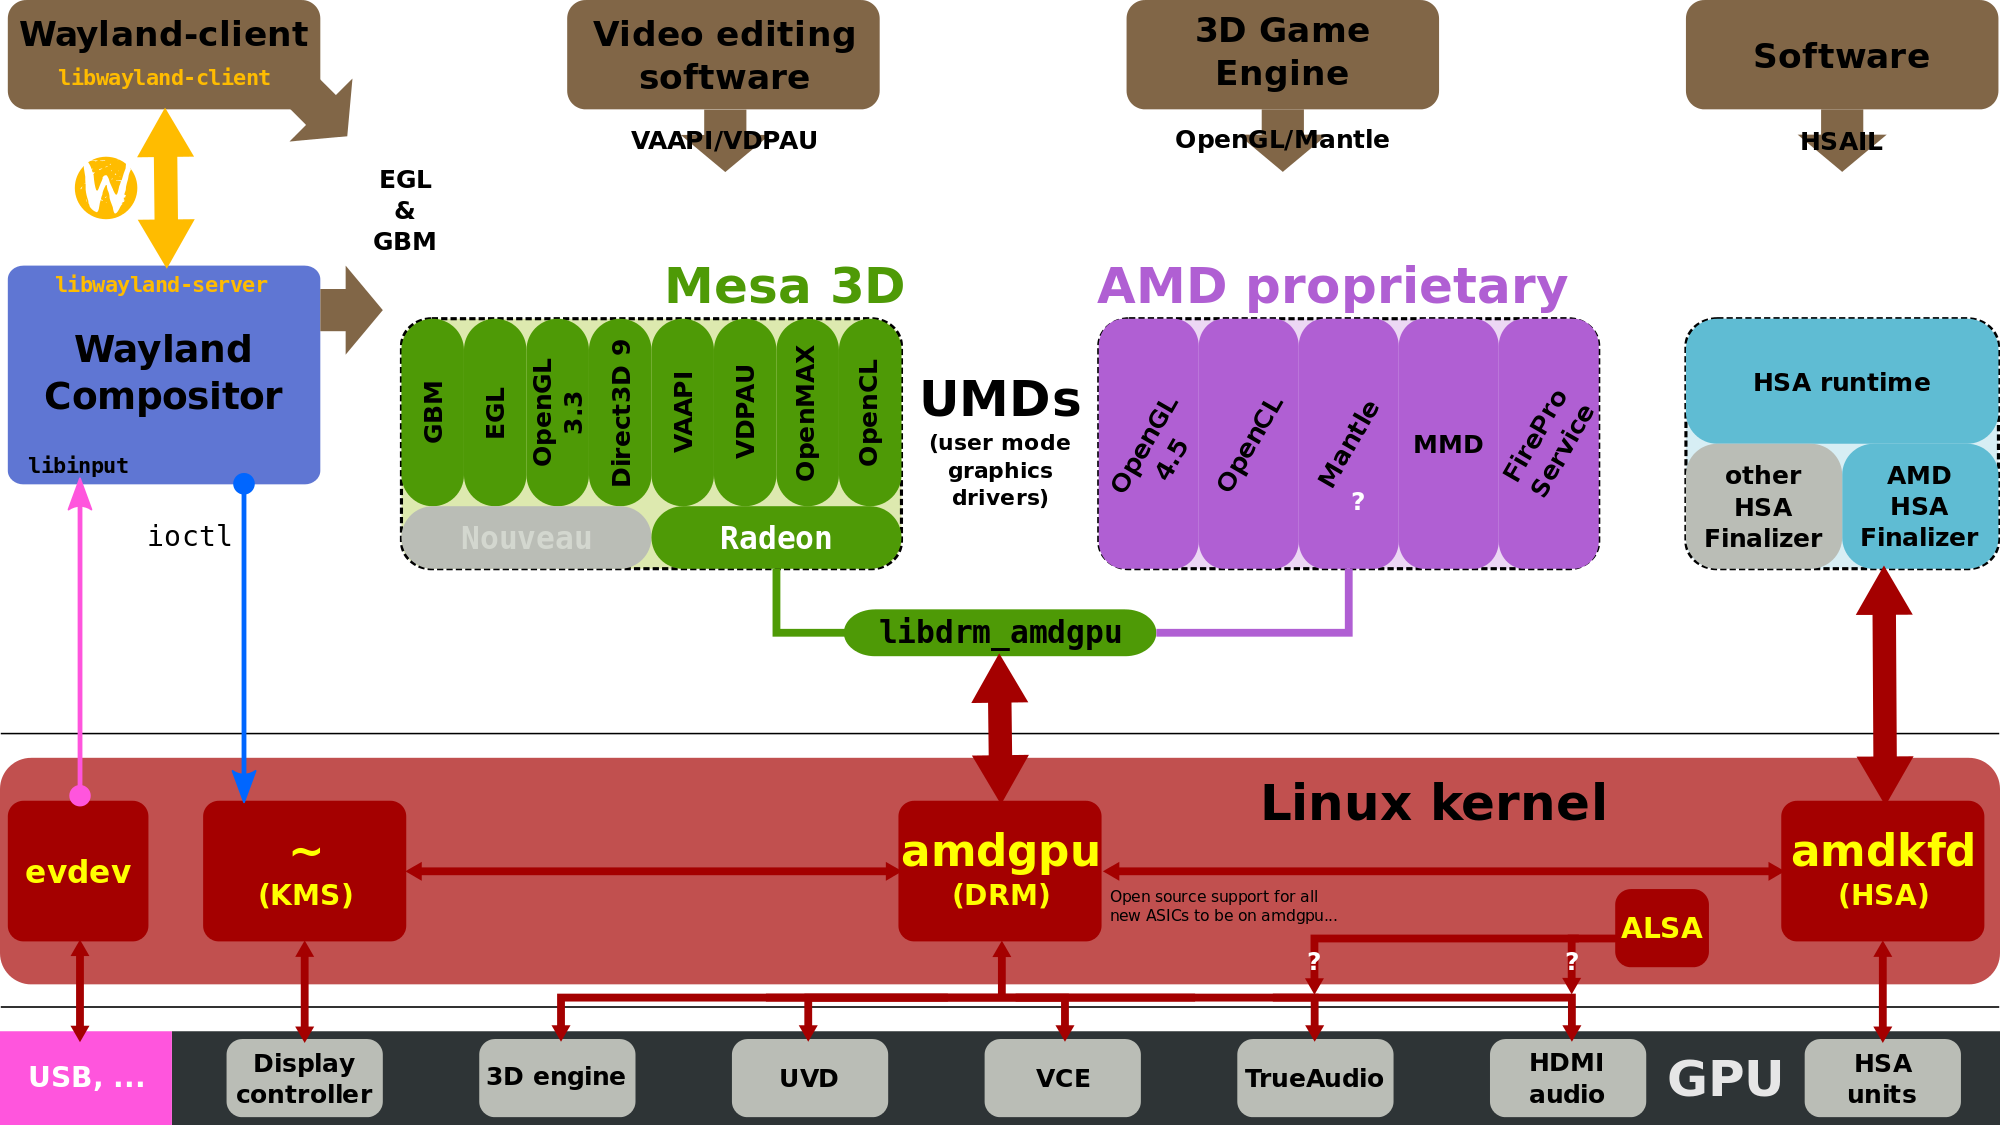 Wayland-client
libwayland-client
Video editing
software
3D Game
Engine
Software
VAAPI/VDPAU
OpenGL/Mantle
HSAIL
W
EGL
&
GBM
libwayland-server
Wayland
Compositor
libinput
ioctl
Mesa 3D
GBM
EGL
OpenGL
3.3
Direct3D 9
VAAPI
VDPAU
OpenMAX
OpenCL
Nouveau
Radeon
UMDs
(user mode
graphics
drivers)
AMD proprietary
OpenGL
4.5
OpenCL
Mantle
?
MMD
FirePro
Service
HSA runtime
other
HSA
Finalizer
AMD
HSA
Finalizer
libdrm_amdgpu
Linux kernel
evdev
~
(KMS)
amdgpu
(DRM)
Open source support for all
new ASICs to be on amdgpu...
amdkfd
(HSA)
ALSA
?
?
USB, ...
Display
controller
3D engine
UVD
VCE
TrueAudio
HDMI
audio
GPU
HSA
units